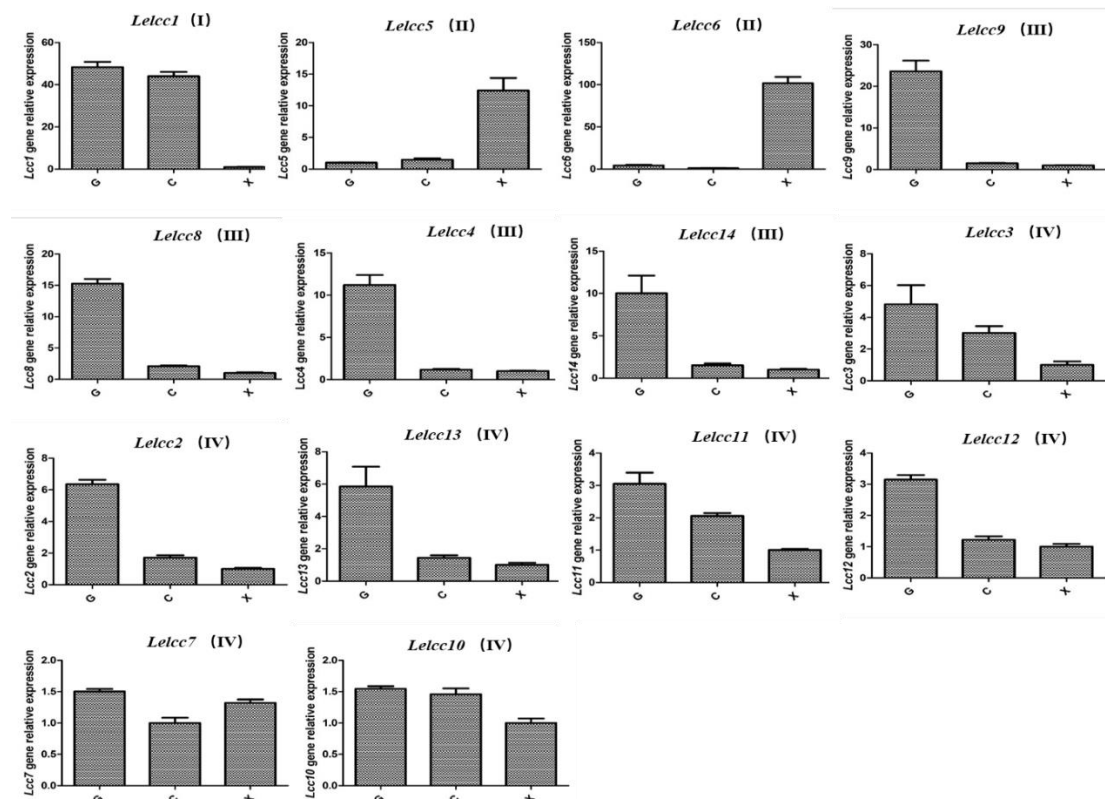 Lelcc1 (I)
Lcc1 gene relative expression
60
40
20
0
G C X
Lelcc5 (II)
Lcc5 gene relative expression
20
15
10
5
0
G C X
Lelcc6 (II)
Lcc6 gene relative expression
150
100
50
0
G C X
Lelcc9 (III)
Lcc9 gene relative expression
30
20
10
0
G C X
Lelcc8 (III)
Lcc8 gene relative expression
20
15
10
5
0
G C X
Lelcc4 (III)
Lcc4 gene relative expression
15
10
5
0
G C X
Lelcc14 (III)
Lcc14 gene relative expression
15
10
5
0
G C X
Lelcc3 (IV)
Lcc3 gene relative expression
8
6
4
2
0
G C X
Lelcc2 (IV)
Lcc2 gene relative expression
8
6
4
2
0
G C X
Lelcc13 (IV)
Lcc13 gene relative expression
8
6
4
2
0
G C X
Lelcc11 (IV)
Lcc11 gene relative expression
4
3
2
1
0
G C X
Lelcc12 (IV)
Lcc12 gene relative expression
4
3
2
1
0
G C X
Lelcc7 (IV)
Lcc7 gene relative expression
2.0
1.5
1.0
0.5
0.0
G C X
Lelcc10 (IV)
Lcc10 gene relative expression
2.0
1.5
1.0
0.5
0.0
G C X